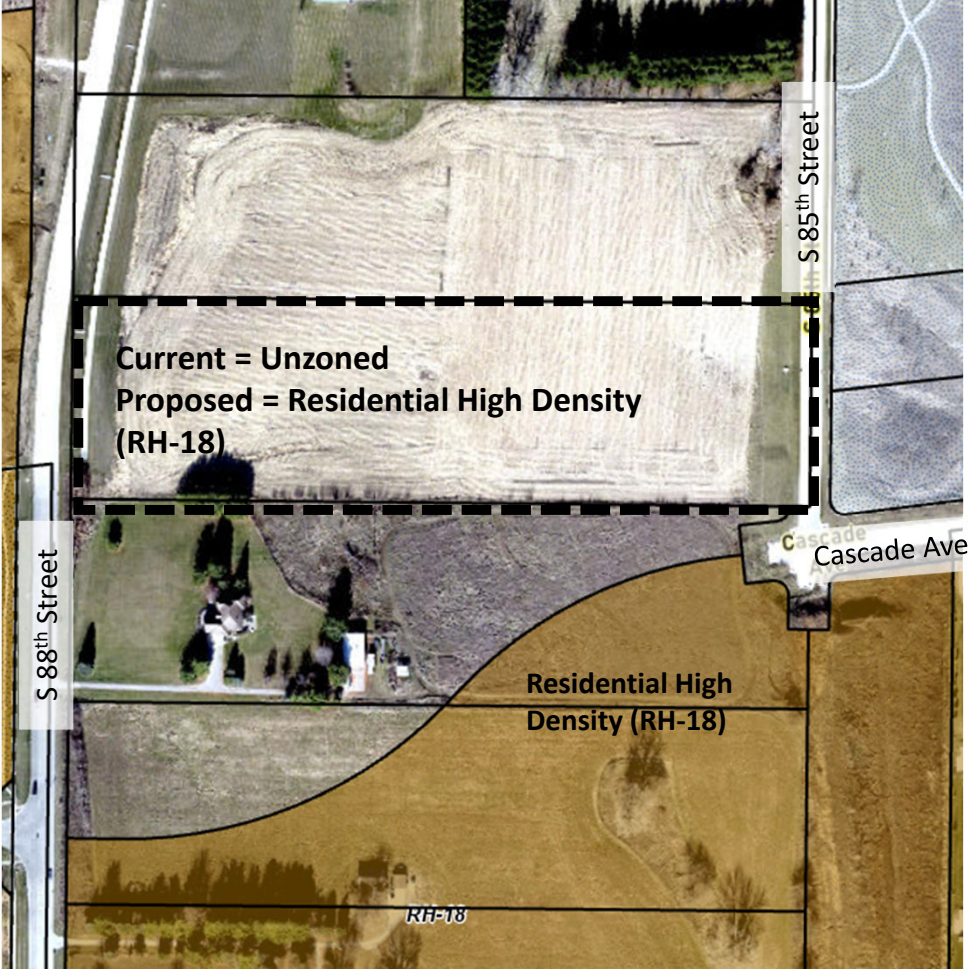 S 85th Street
Current = Unzoned
Proposed = Residential High Density
(RH-18)
Cascade
Cascade Ave
S 88th Street
Residential High
Density (RH-18)
RH-18